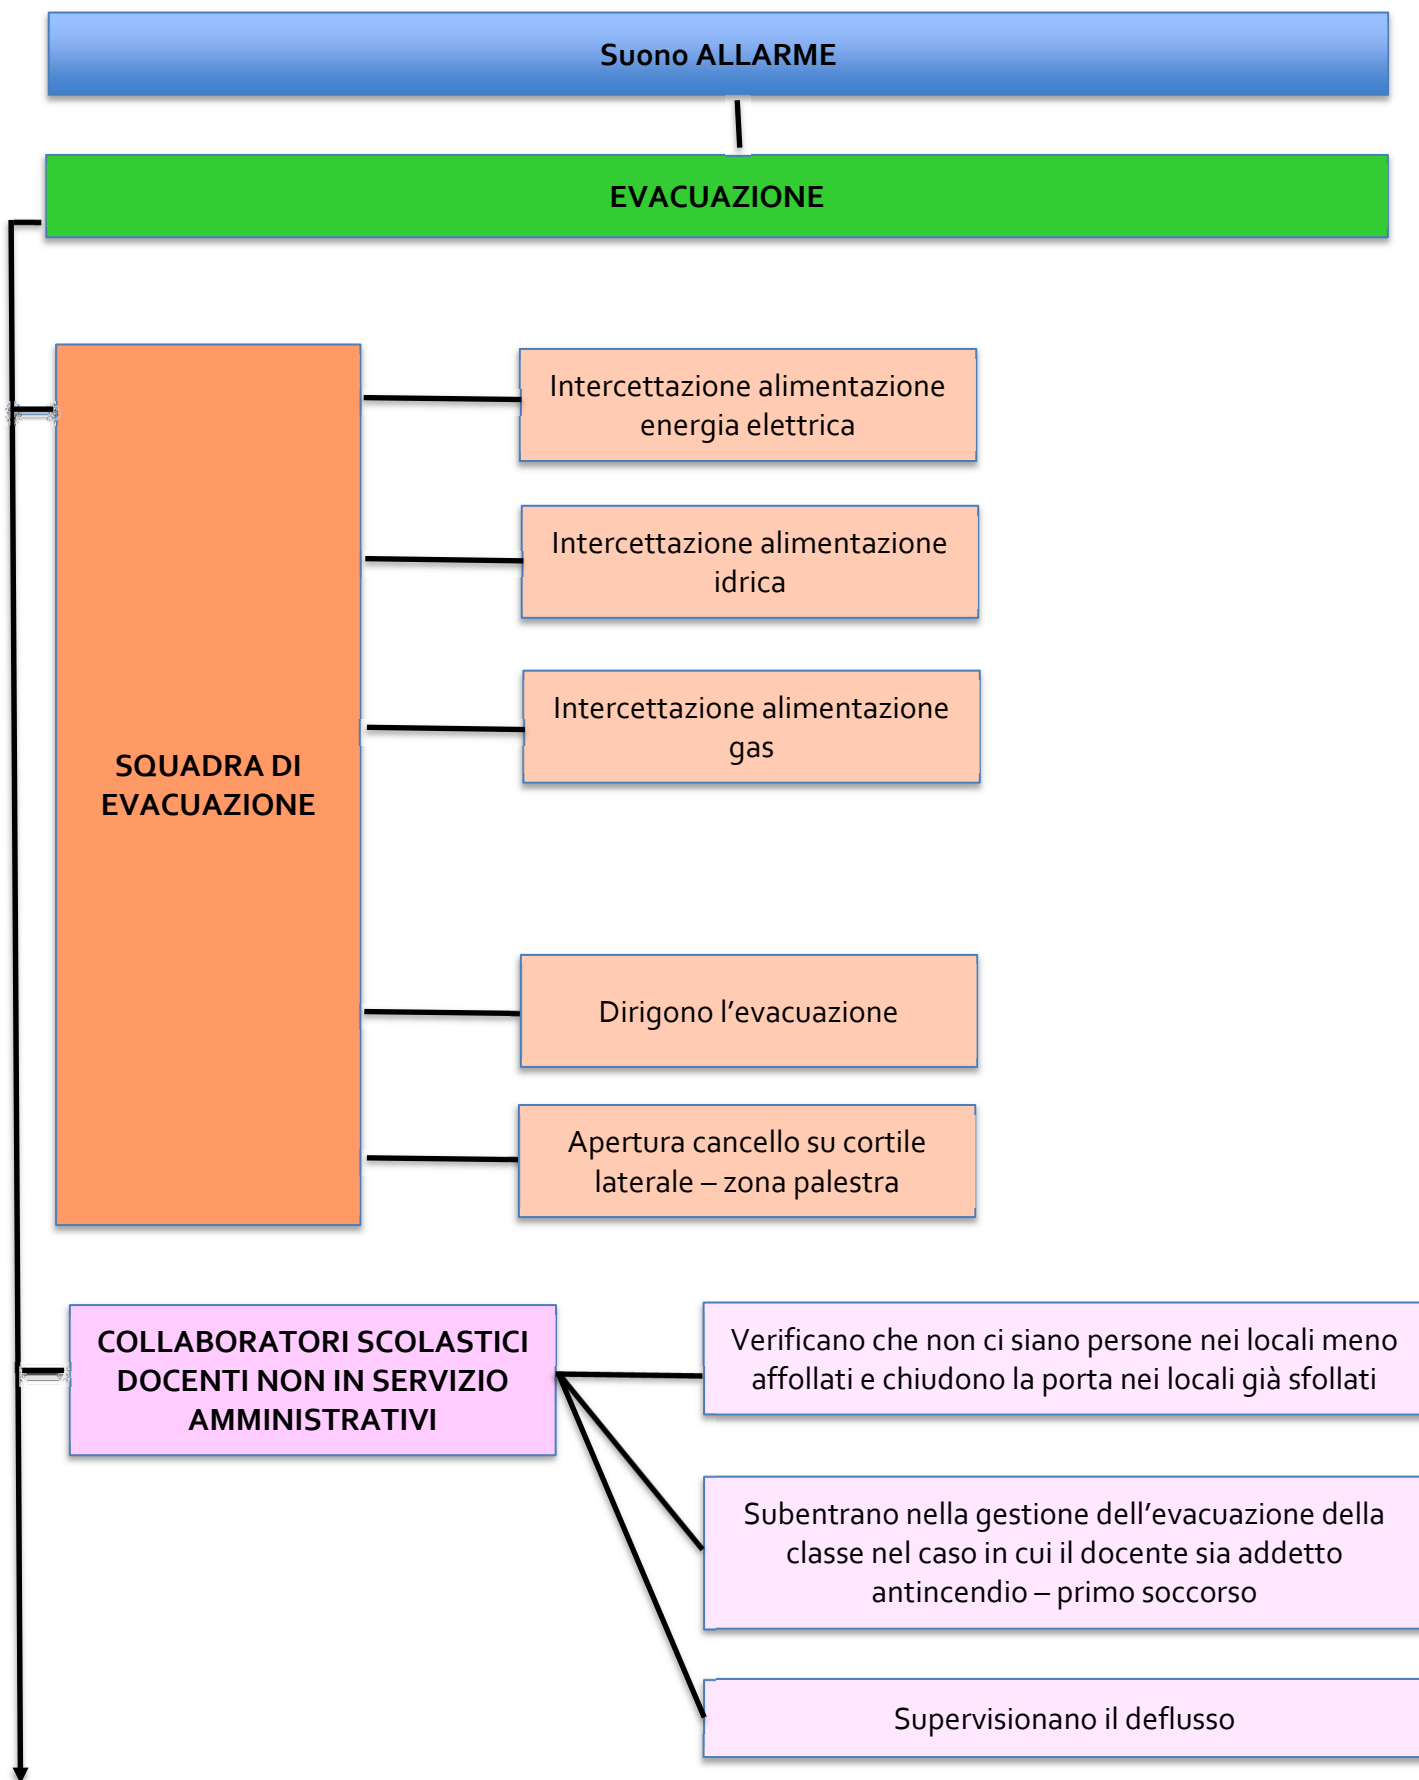 Suono ALLARME
EVACUAZIONE
Intercettazione alimentazione
energia elettrica
Intercettazione alimentazione
idrica
Intercettazione alimentazione
gas
SQUADRA DI
EVACUAZIONE
Dirigono l’evacuazione
Apertura cancello su cortile
laterale – zona palestra
COLLABORATORI SCOLASTICI
DOCENTI NON IN SERVIZIO
AMMINISTRATIVI
Verificano che non ci siano persone nei locali meno
affollati e chiudono la porta nei locali già sfollati
Subentrano nella gestione dell’evacuazione della
classe nel caso in cui il docente sia addetto
antincendio – primo soccorso
Supervisionano il deflusso